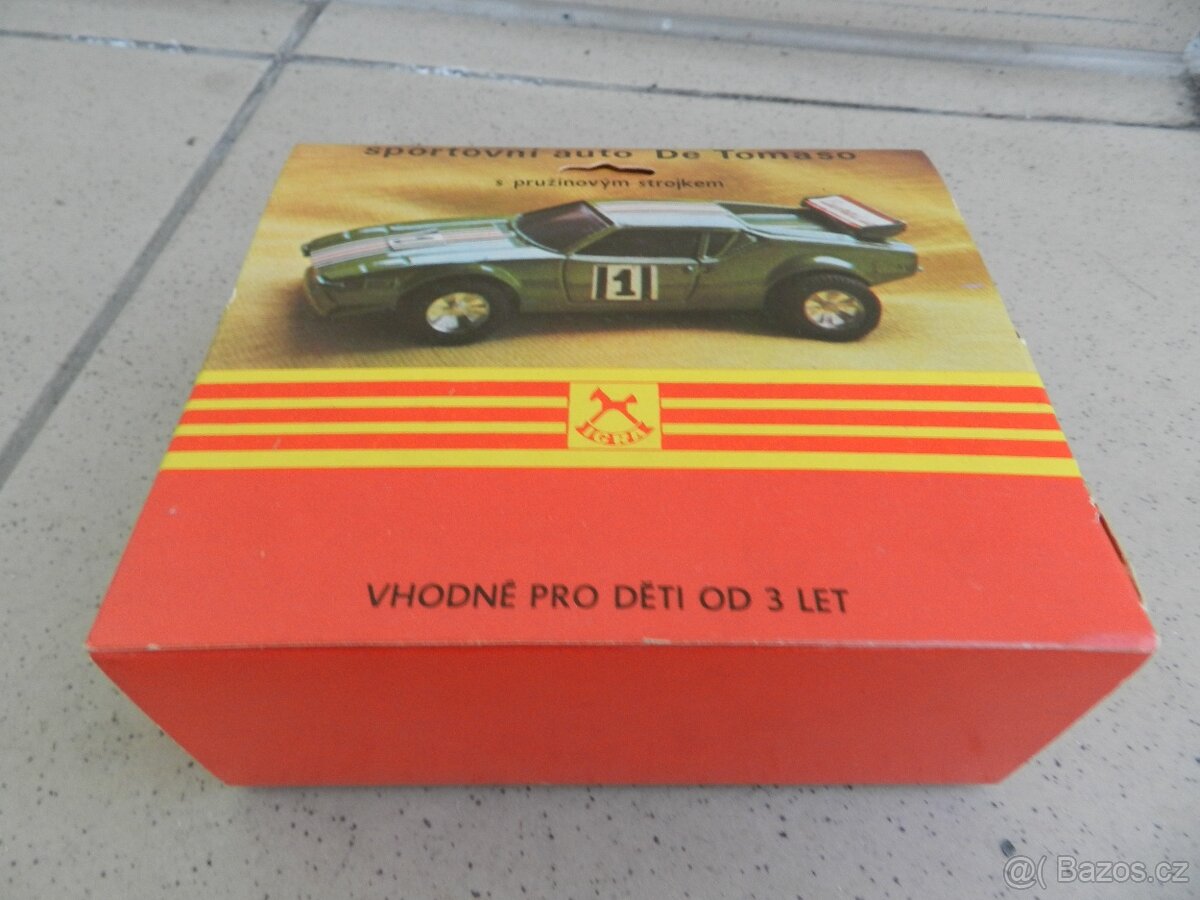 sportovní auto De Tomaso
s pružinovým strojkem
1
IGRA
VHODNÉ PRO DĚTI OD 3 LET
@( Bazos.cz